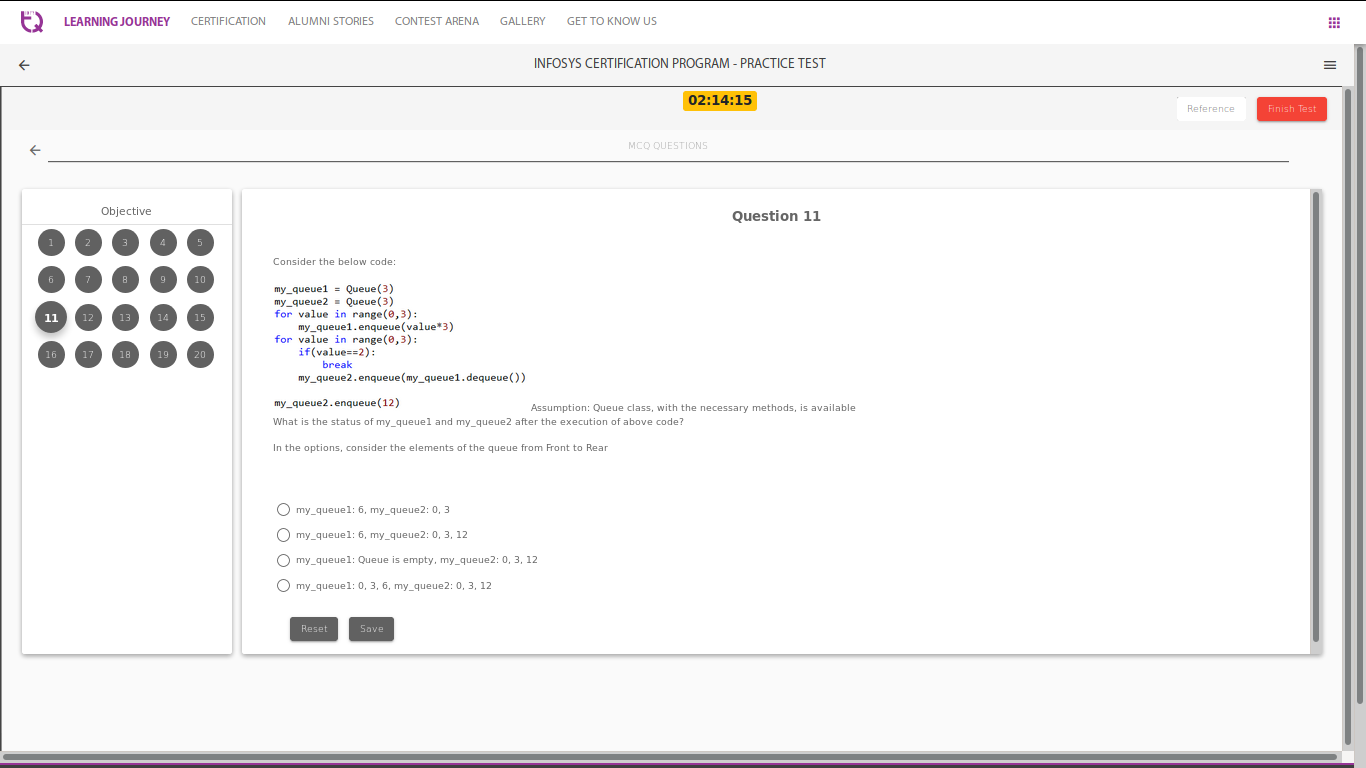 LEARNING JOURNEY CERTIFICATION ALUMNI STORIES CONTEST ARENA GALLERY GET TO KNOW US
INFOSYS CERTIFICATION PROGRAM - PRACTICE TEST
02:14:15
Reference Finish Test
MCQ QUESTIONS
Objective
1 2 3 4 5
6 7 8 9 10
11 12 13 14 15
16 17 18 19 20
Question 11
Consider the below code:
my_queue1 = Queue(3)
my_queue2 = Queue(3)
for value in range(0,3):
    my_queue1.enqueue(value*3)
for value in range(0,3):
    if(value==2):
        break
    my_queue2.enqueue(my_queue1.dequeue())
my_queue2.enqueue(12)
Assumption: Queue class, with the necessary methods, is available
What is the status of my_queue1 and my_queue2 after the execution of above code?
In the options, consider the elements of the queue from Front to Rear
my_queue1: 6, my_queue2: 0, 3
my_queue1: 6, my_queue2: 0, 3, 12
my_queue1: Queue is empty, my_queue2: 0, 3, 12
my_queue1: 0, 3, 6, my_queue2: 0, 3, 12
Reset Save